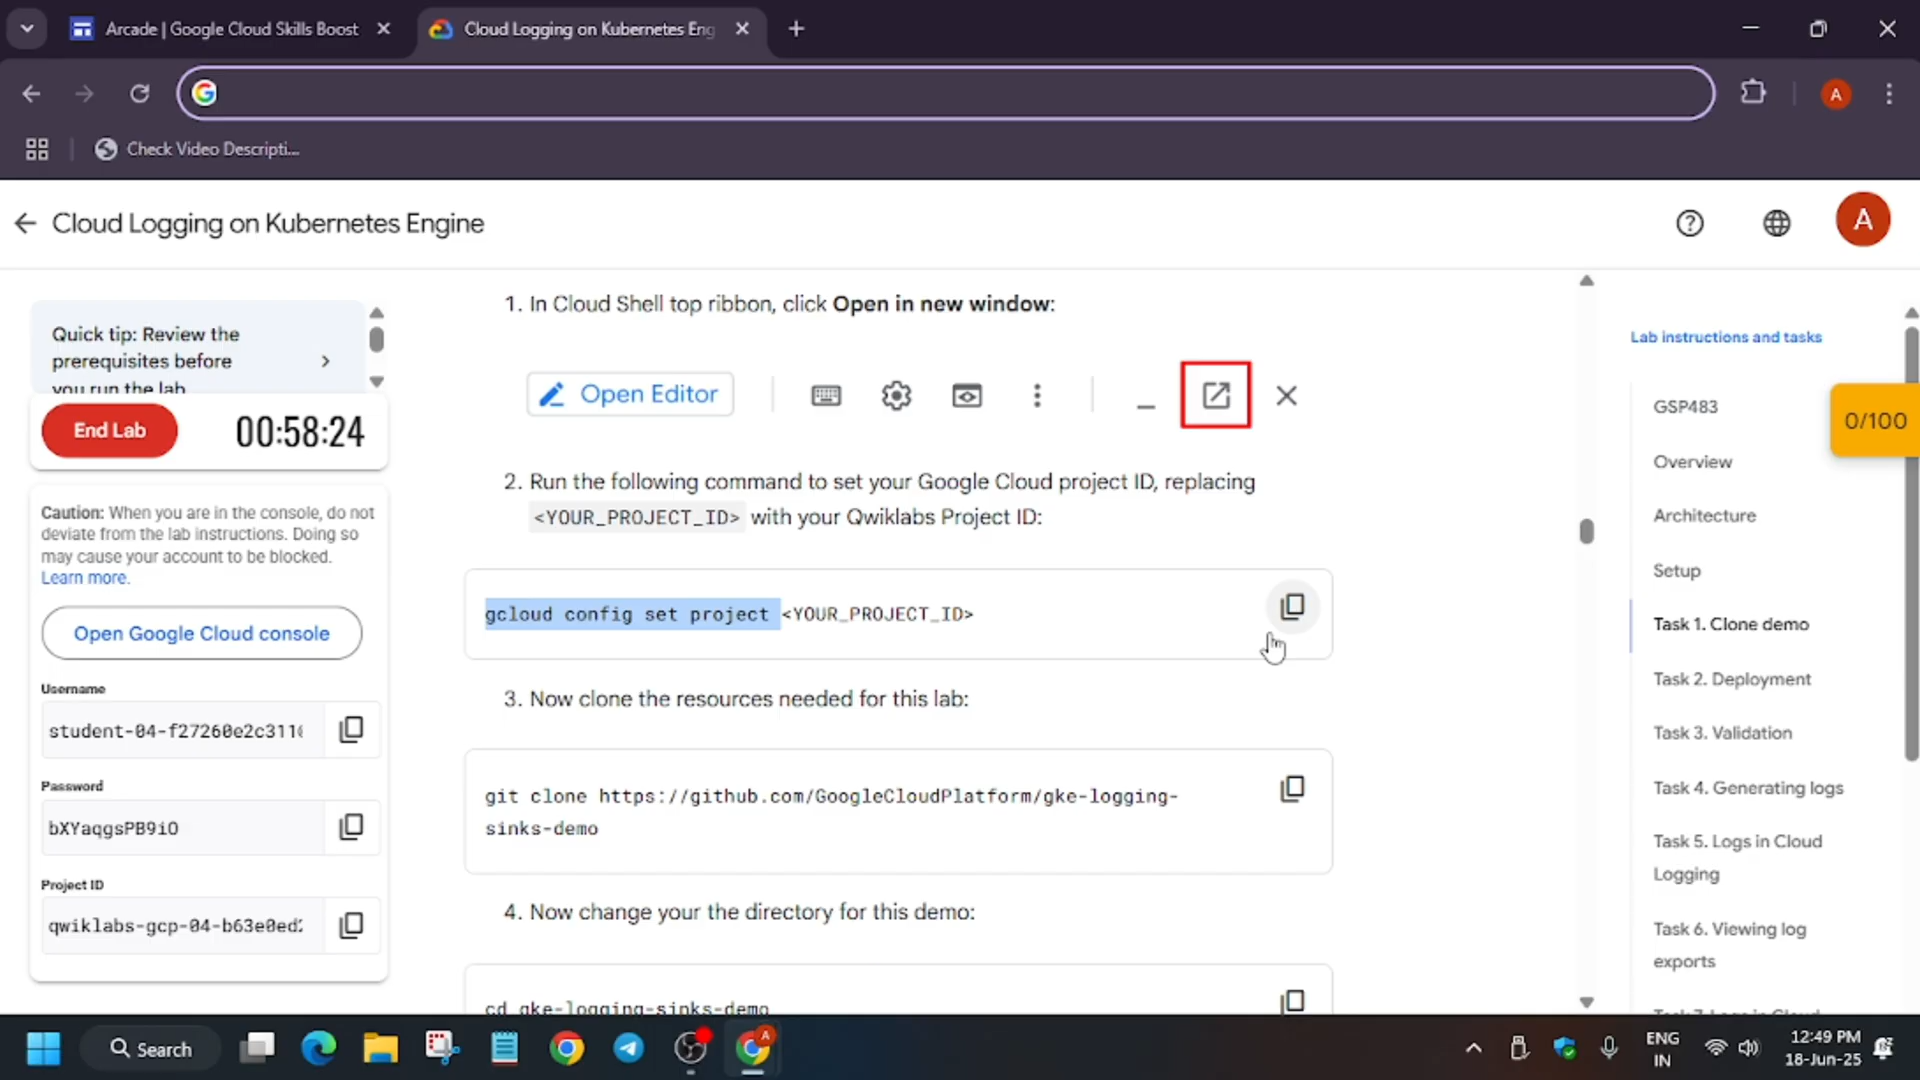 Arcade | Google Cloud Skills Boost
Cloud Logging on Kubernetes Eng
Check Video Descripti...
A
Cloud Logging on Kubernetes Engine
A
Quick tip: Review the
prerequisites before
you run the lab
End Lab
00:58:24
Caution: When you are in the console, do not
deviate from the lab instructions. Doing so
may cause your account to be blocked.
Learn more.
Open Google Cloud console
Username
student-04-f27260e2c311
Password
bXYaqgsPB9iO
Project ID
qwiklabs-gcp-04-b63e0ed
1. In Cloud Shell top ribbon, click Open in new window:
Open Editor
2. Run the following command to set your Google Cloud project ID, replacing
<YOUR_PROJECT_ID> with your Qwiklabs Project ID:
gcloud config set project <YOUR_PROJECT_ID>
3. Now clone the resources needed for this lab:
git clone https://github.com/GoogleCloudPlatform/gke-logging-
sinks-demo
4. Now change your the directory for this demo:
cd gke-logging-sinks-demo
Lab instructions and tasks
GSP483
0/100
Overview
Architecture
Setup
Task 1. Clone demo
Task 2. Deployment
Task 3. Validation
Task 4. Generating logs
Task 5. Logs in Cloud
Logging
Task 6. Viewing log
exports
Search
A
ENG
IN
12:49 PM
18-Jun-25